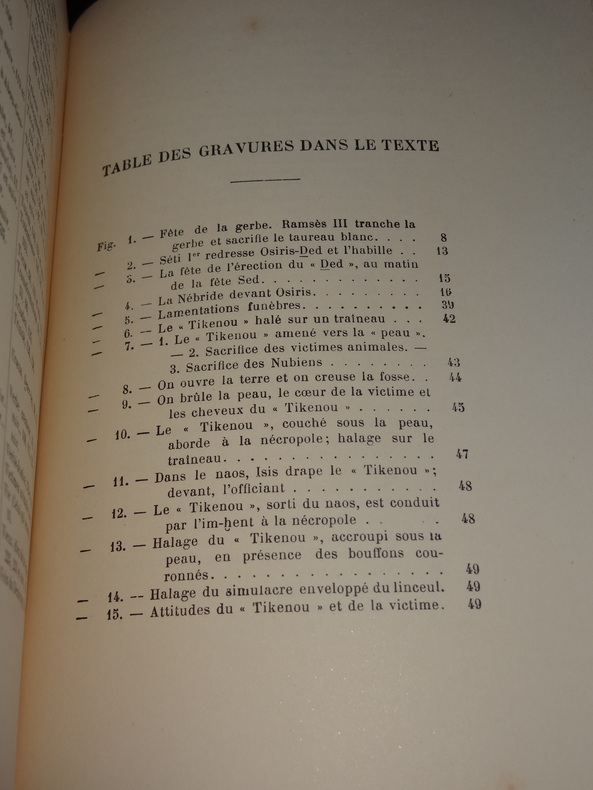 TABLE DES GRAVURES DANS LE TEXTE
Fig. 1. — Fête de la gerbe. Ramsès III tranche la
gerbe et sacrifie le taureau blanc. . . . 8
— 2. — Séti Iᵉʳ redresse Osiris-Ded et l'habille . . 13
— 3. — La fête de l'érection du « Ded », au matin
de la fête Sed. . . . . . . . . . . . . 15
— 4. — La Nébride devant Osiris. . . . . . . . . 16
— 5. — Lamentations funèbres. . . . . . . . . . 39
— 6. — Le « Tikenou » halé sur un traîneau . . . 42
— 7. — 1. Le « Tikenou » amené vers la « peau ».
— 2. Sacrifice des victimes animales. —
3. Sacrifice des Nubiens . . . . . . . . 43
— 8. — On ouvre la terre et on creuse la fosse. . 44
— 9. — On brûle la peau, le cœur de la victime et
les cheveux du « Tikenou » . . . . . . 45
— 10. — Le « Tikenou », couché sous la peau,
aborde à la nécropole; halage sur le
traîneau. . . . . . . . . . . . . . . . 47
— 11. — Dans le naos, Isis drape le « Tikenou »;
devant, l'officiant . . . . . . . . . . . 48
— 12. — Le « Tikenou », sorti du naos, est conduit
par l'im-ḫent à la nécropole . . . . 48
— 13. — Halage du « Tikenou », accroupi sous la
peau, en présence des bouffons cou-
ronnés. . . . . . . . . . . . . . . . . 49
— 14. -- Halage du simulacre enveloppé du linceul. 49
— 15. — Attitudes du « Tikenou » et de la victime. 49